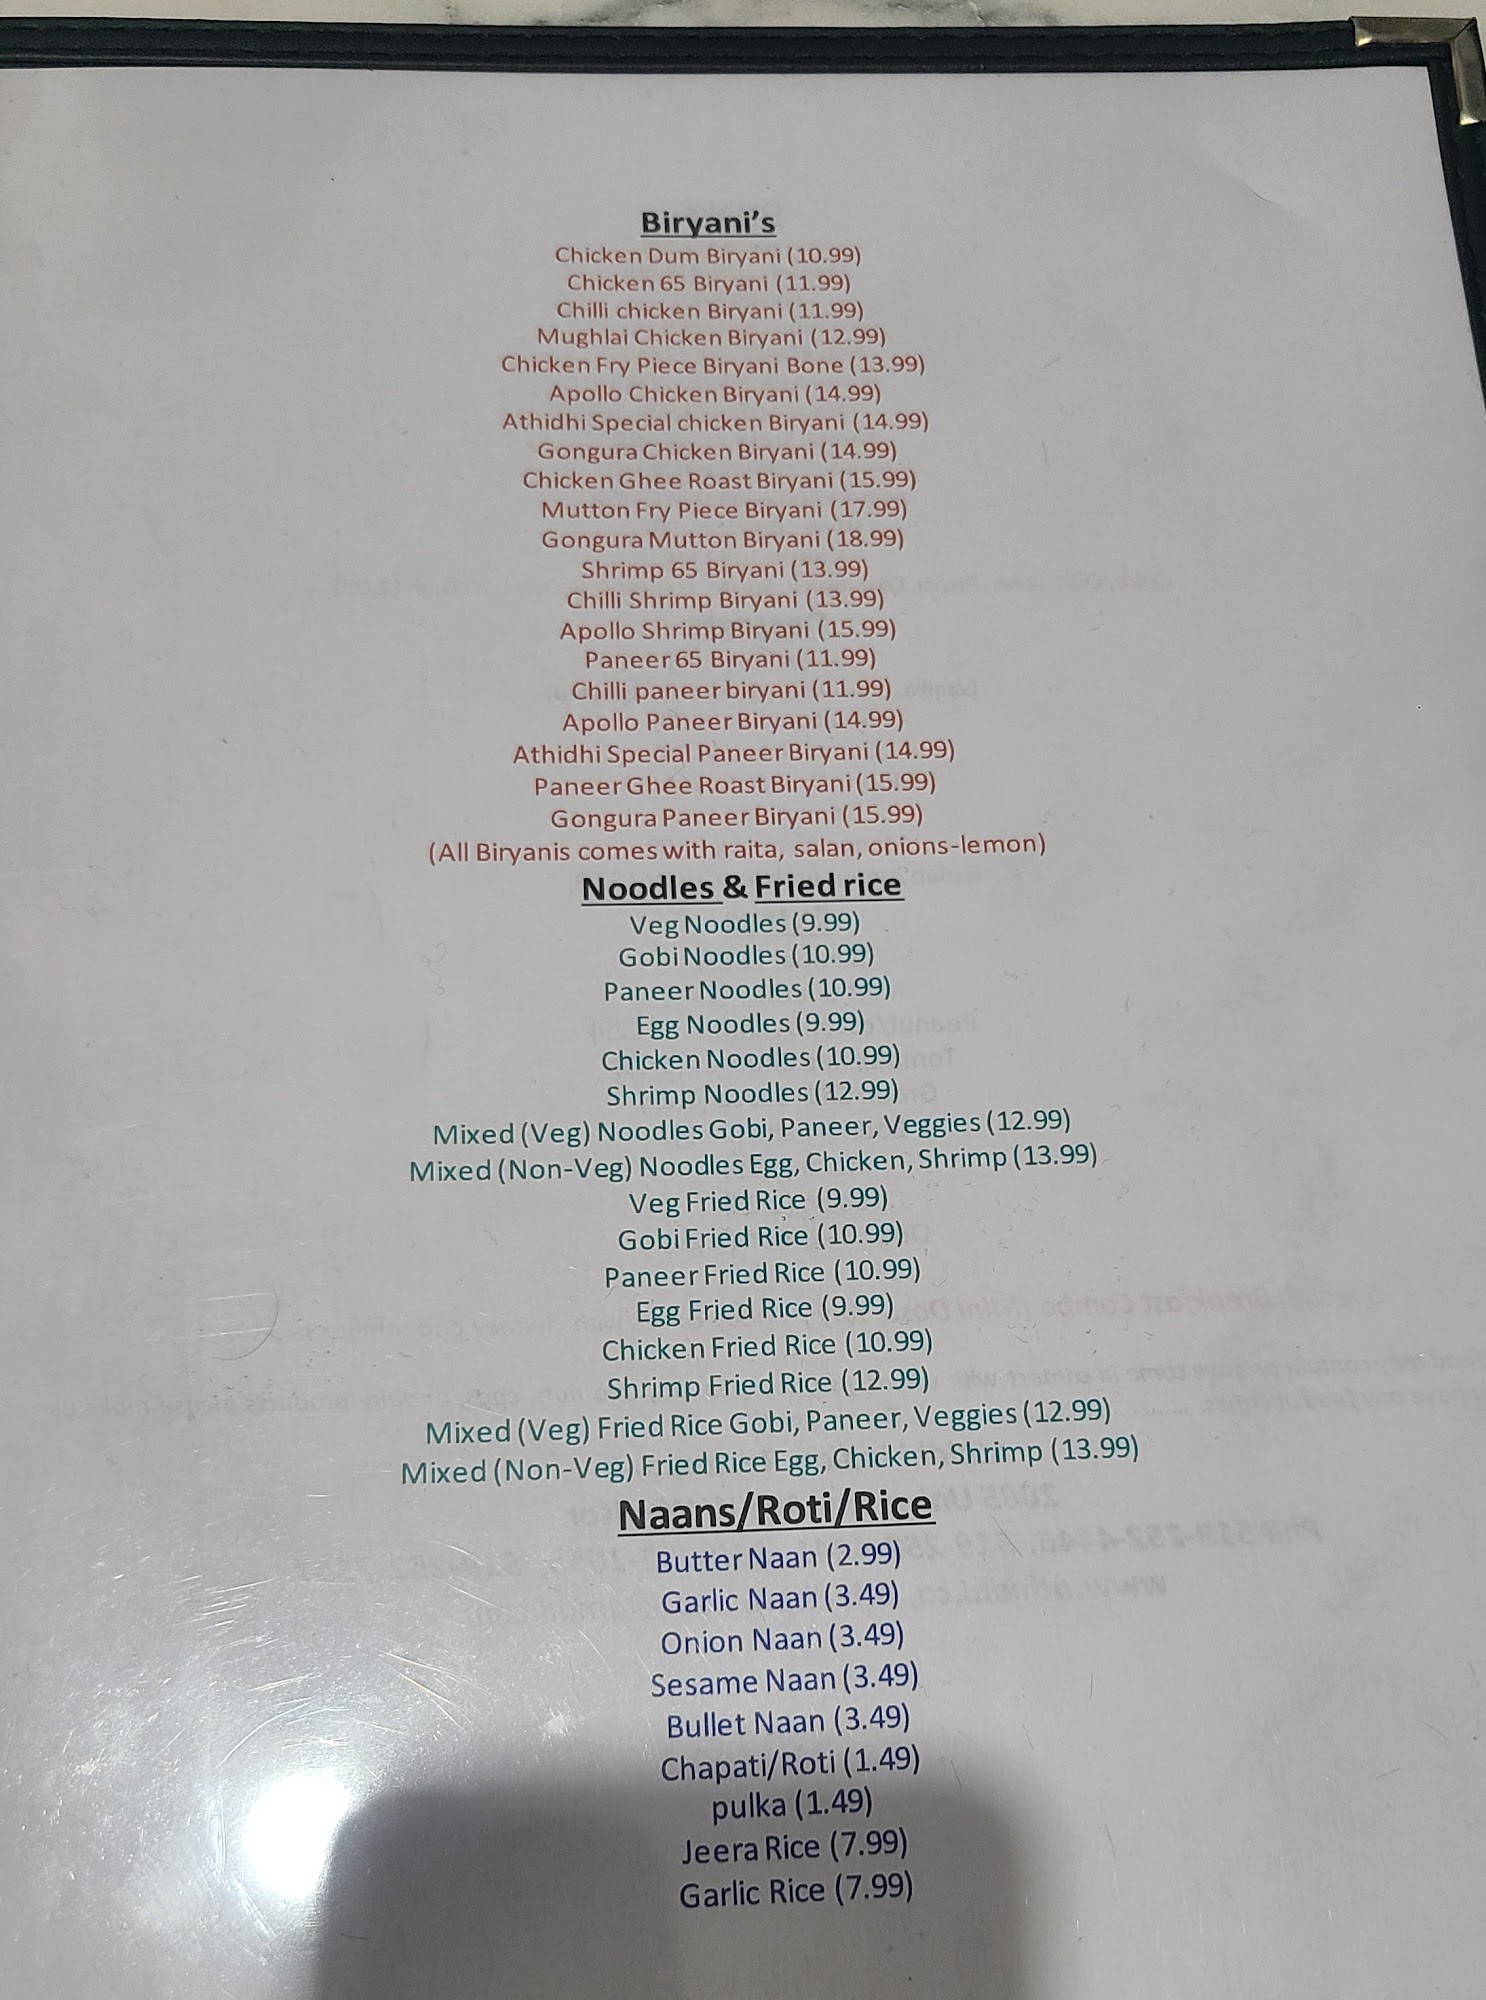 Biryani's
Chicken Dum Biryani (10.99)
Chicken 65 Biryani (11.99)
Chilli chicken Biryani (11.99)
Mughlai Chicken Biryani (12.99)
Chicken Fry Piece Biryani Bone (13.99)
Apollo Chicken Biryani (14.99)
Athidhi Special chicken Biryani (14.99)
Gongura Chicken Biryani (14.99)
Chicken Ghee Roast Biryani (15.99)
Mutton Fry Piece Biryani (17.99)
Gongura Mutton Biryani (18.99)
Shrimp 65 Biryani (13.99)
Chilli Shrimp Biryani (13.99)
Apollo Shrimp Biryani (15.99)
Paneer 65 Biryani (11.99)
Chilli paneer biryani (11.99)
Apollo Paneer Biryani (14.99)
Athidhi Special Paneer Biryani (14.99)
Paneer Ghee Roast Biryani (15.99)
Gongura Paneer Biryani (15.99)
(All Biryanis comes with raita, salan, onions-lemon)
Noodles & Fried rice
Veg Noodles (9.99)
Gobi Noodles (10.99)
Paneer Noodles (10.99)
Egg Noodles (9.99)
Chicken Noodles (10.99)
Shrimp Noodles (12.99)
Mixed (Veg) Noodles Gobi, Paneer, Veggies (12.99)
Mixed (Non-Veg) Noodles Egg, Chicken, Shrimp (13.99)
Veg Fried Rice (9.99)
Gobi Fried Rice (10.99)
Paneer Fried Rice (10.99)
Egg Fried Rice (9.99)
Chicken Fried Rice (10.99)
Shrimp Fried Rice (12.99)
Mixed (Veg) Fried Rice Gobi, Paneer, Veggies (12.99)
Mixed (Non-Veg) Fried Rice Egg, Chicken, Shrimp (13.99)
Naans/Roti/Rice
Butter Naan (2.99)
Garlic Naan (3.49)
Onion Naan (3.49)
Sesame Naan (3.49)
Bullet Naan (3.49)
Chapati/Roti (1.49)
pulka (1.49)
Jeera Rice (7.99)
Garlic Rice (7.99)